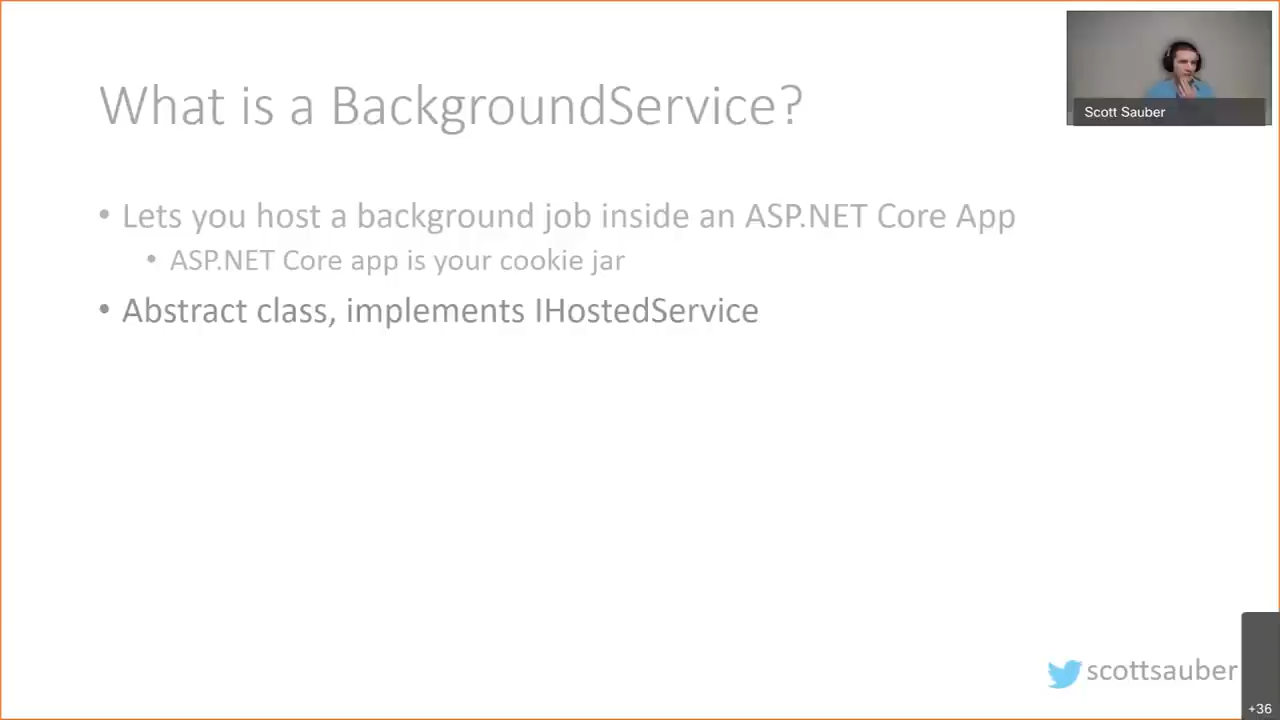 What is a BackgroundService?
Scott Sauber
• Lets you host a background job inside an ASP.NET Core App
• ASP.NET Core app is your cookie jar
• Abstract class, implements IHostedService
scottsauber
+36